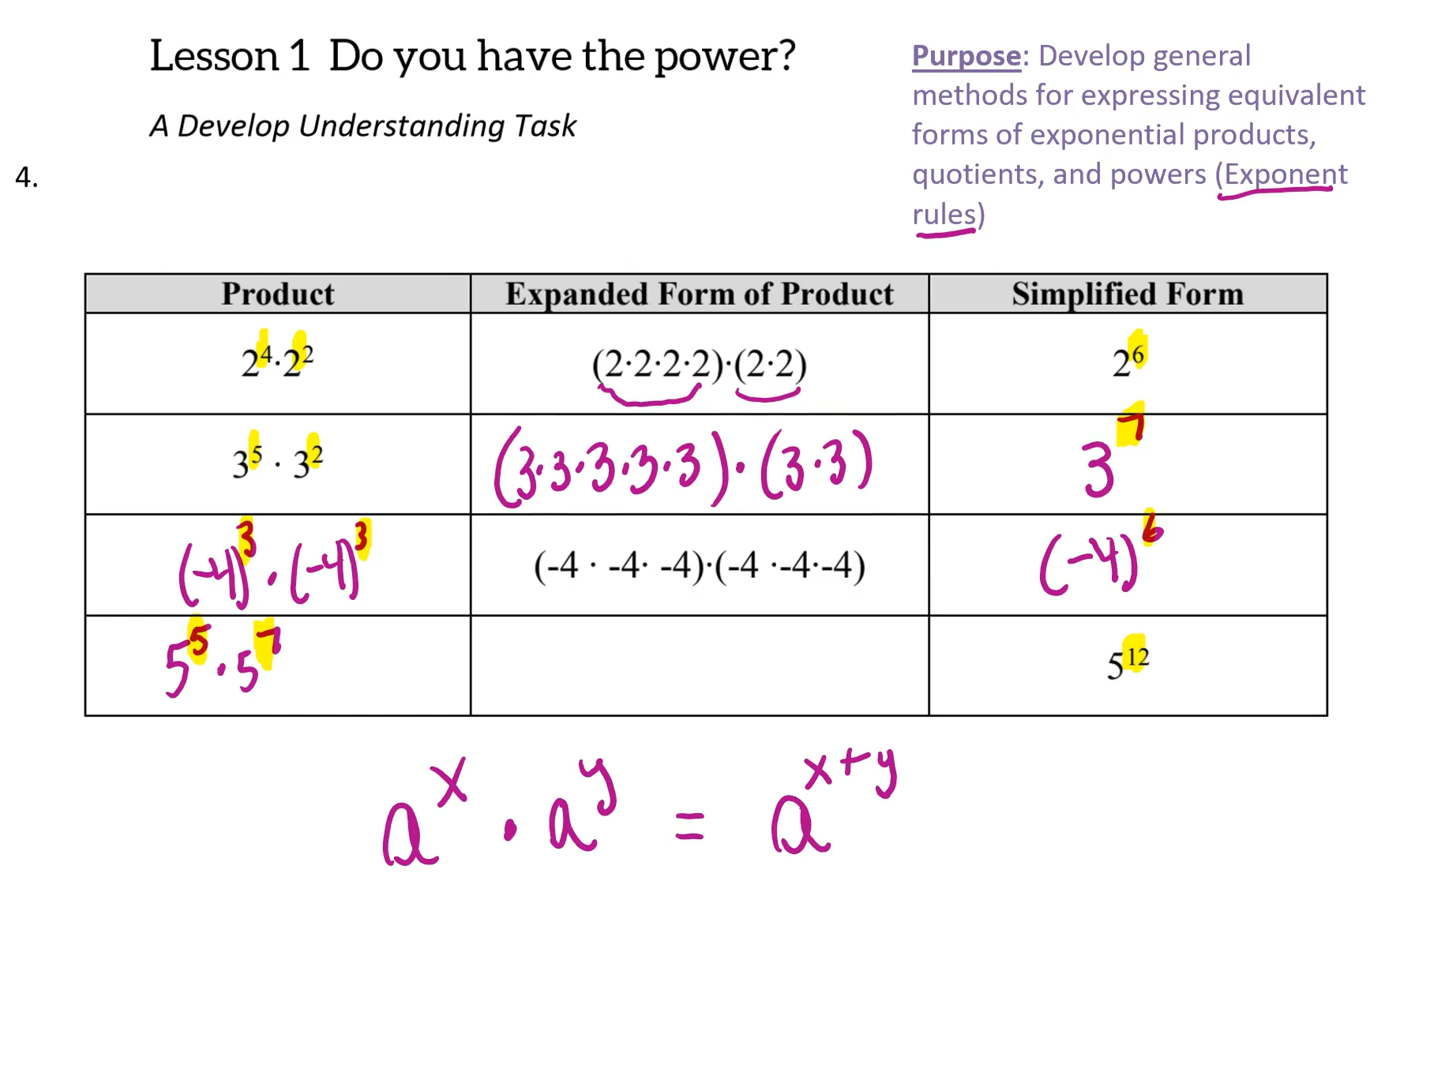 Lesson 1 Do you have the power?
A Develop Understanding Task
4.
Purpose: Develop general
methods for expressing equivalent
forms of exponential products,
quotients, and powers (Exponent
rules)
Product Expanded Form of Product Simplified Form
2⁴·2² (2·2·2·2)·(2·2) 2⁶
3⁵ · 3² (3·3·3·3·3)·(3·3) 3⁷
(-4)³·(-4)³ (-4 · -4· -4)·(-4 ·-4·-4) (-4)⁶
5⁵·5⁷ 5¹²
aˣ · aʸ = aˣ⁺ʸ